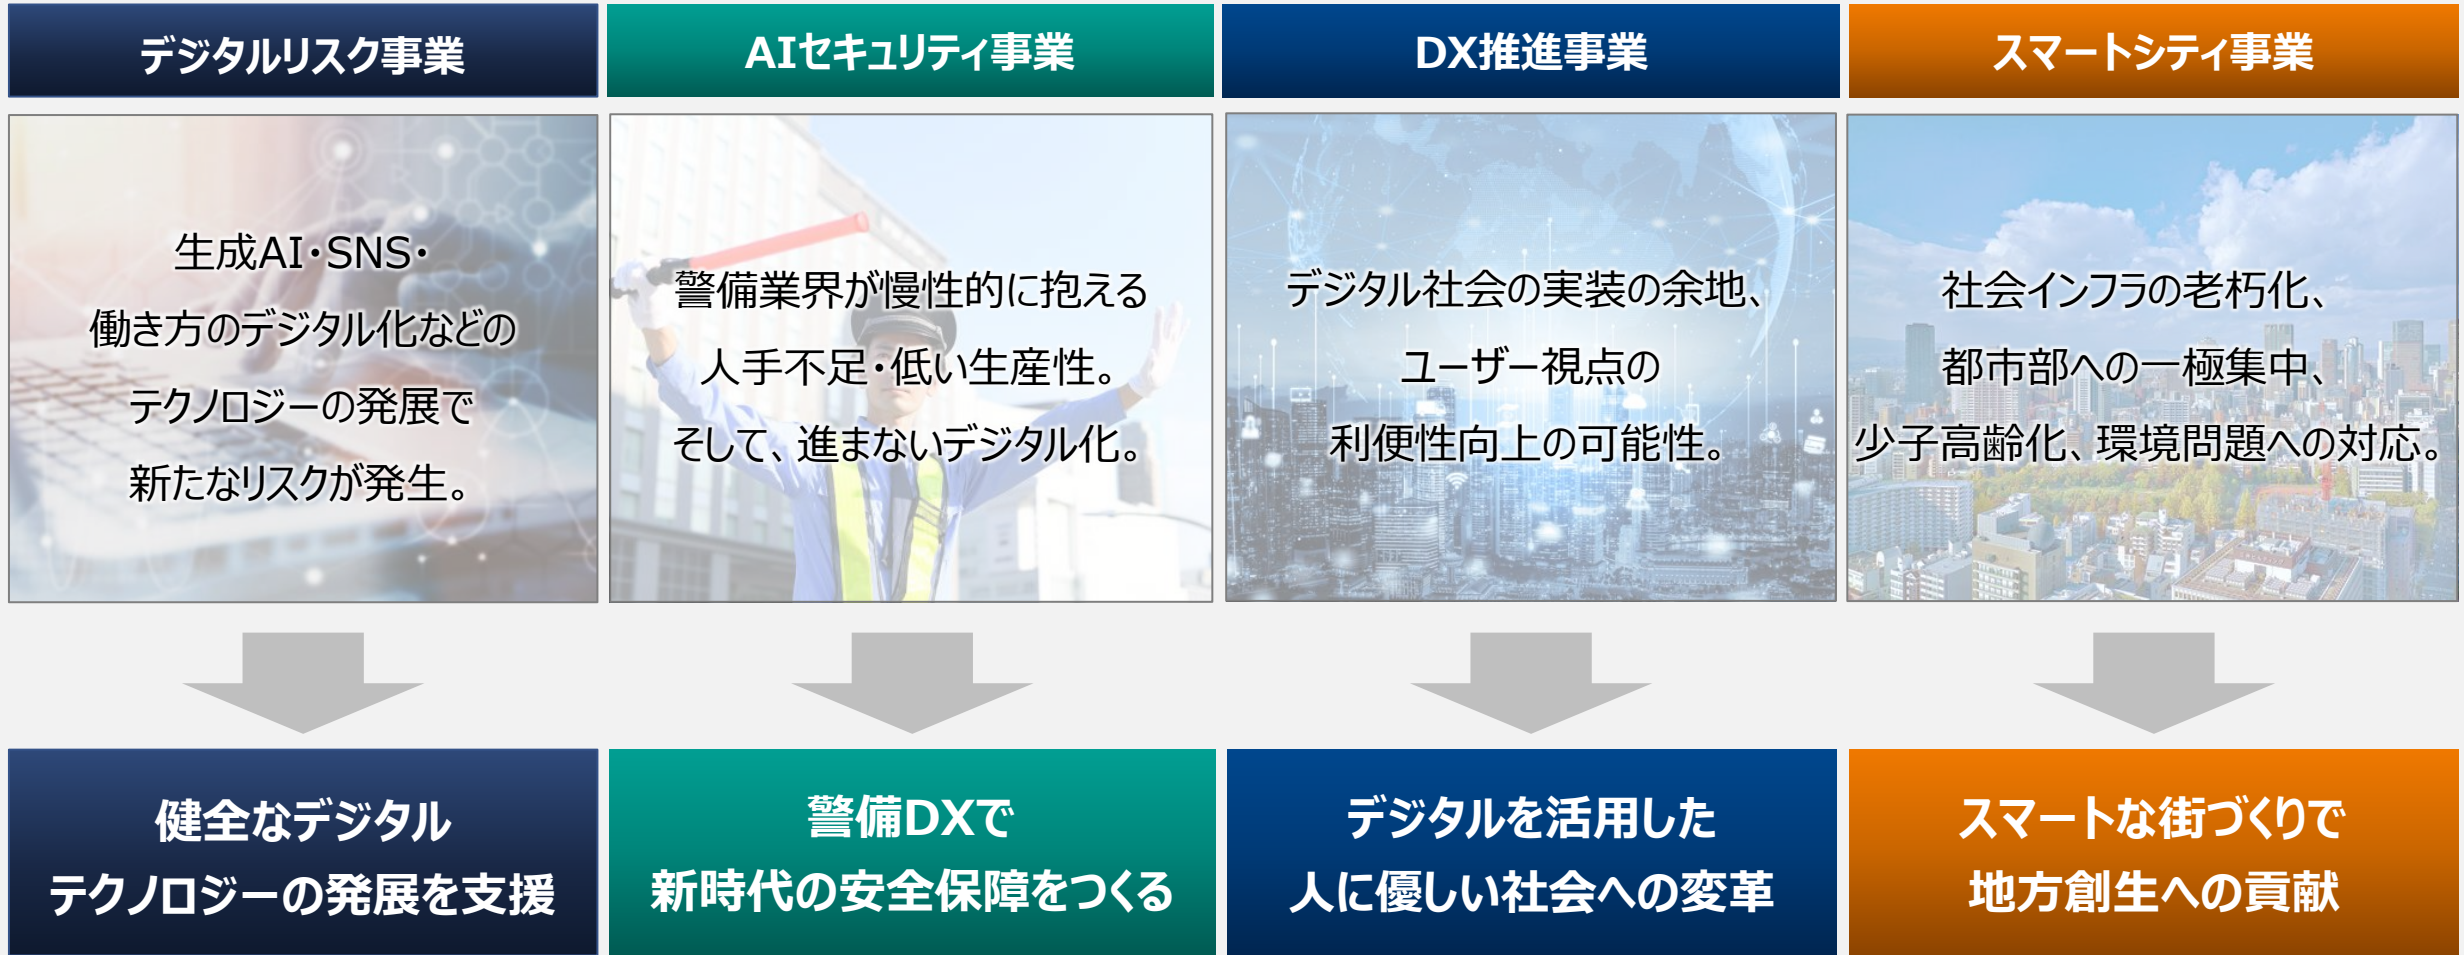 デジタルリスク事業
AIセキュリティ事業
DX推進事業
スマートシティ事業
生成AI・SNS・
働き方のデジタル化などの
テクノロジーの発展で
新たなリスクが発生。
警備業界が慢性的に抱える
人手不足・低い生産性。
そして、進まないデジタル化。
デジタル社会の実装の余地、
ユーザー視点の
利便性向上の可能性。
社会インフラの老朽化、
都市部への一極集中、
少子高齢化、環境問題への対応。
健全なデジタル
テクノロジーの発展を支援
警備DXで
新時代の安全保障をつくる
デジタルを活用した
人に優しい社会への変革
スマートな街づくりで
地方創生への貢献